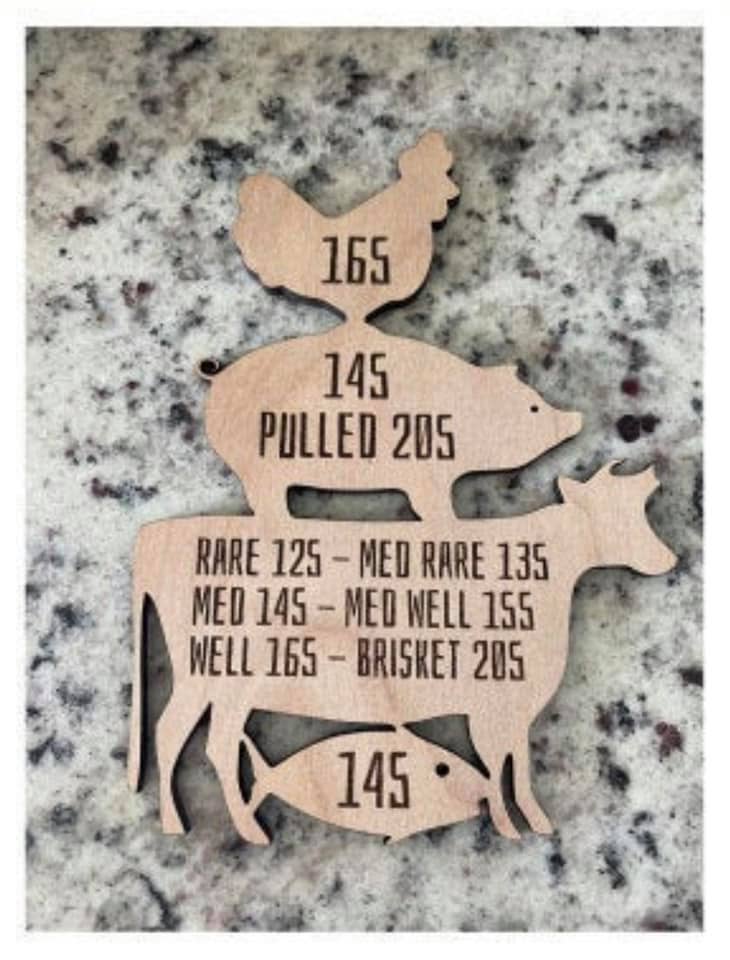 165
145
PULLED 205
RARE 125 – MED RARE 135
MED 145 – MED WELL 155
WELL 165 – BRISKET 205
145